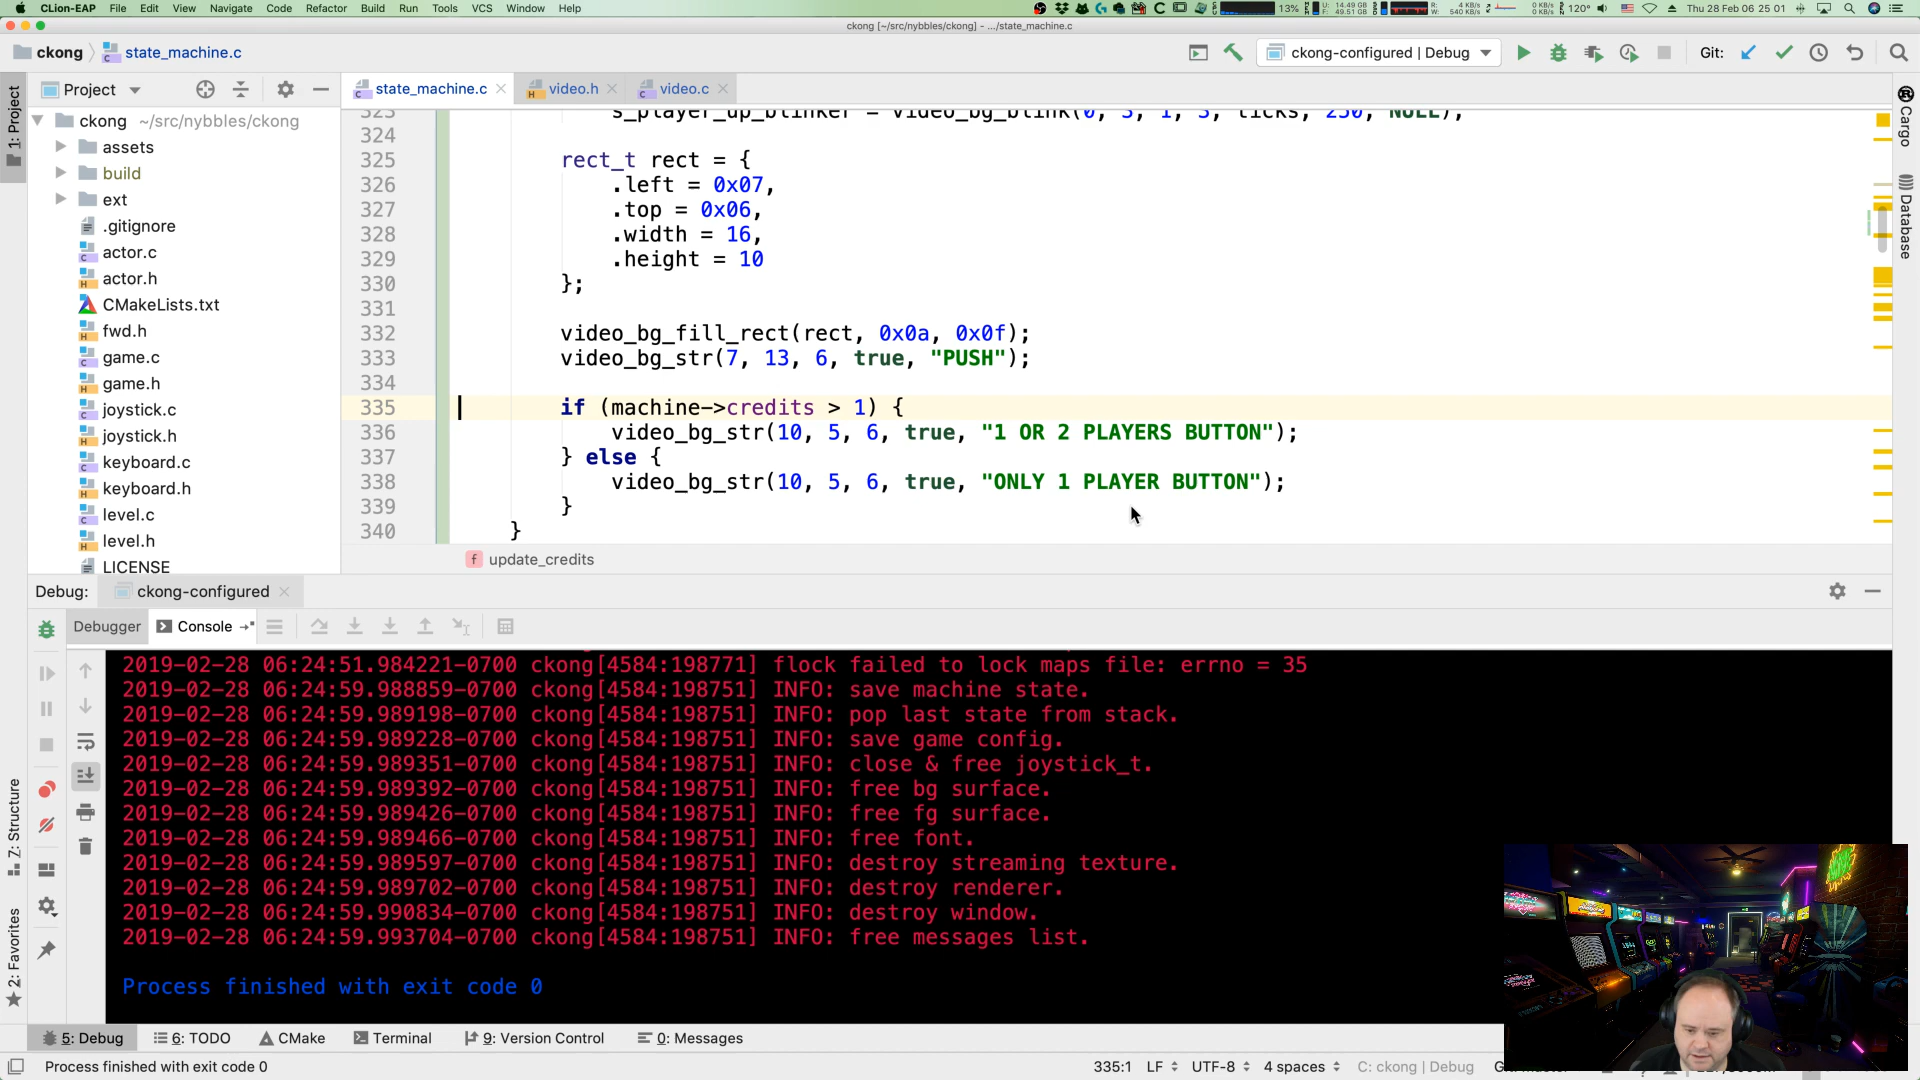 CLion-EAP File Edit View Navigate Code Refactor Build Run Tools VCS Window Help 13% 14.49 GB 49.51 GB 4 KB/s 540 KB/s 0 KB/s 7 KB/s 120° Thu 28 Feb 06 25 01
ckong [~/src/nybbles/ckong] - .../state_machine.c
ckong state_machine.c ckong-configured | Debug Git:
1: Project
Project
state_machine.c video.h video.c
Cargo
Database
ckong ~/src/nybbles/ckong
assets
build
ext
.gitignore
actor.c
actor.h
CMakeLists.txt
fwd.h
game.c
game.h
joystick.c
joystick.h
keyboard.c
keyboard.h
level.c
level.h
LICENSE
323 s_player_up_blinker = video_bg_blink(0, 3, 1, 3, ticks, 250, NULL);
324
325 rect_t rect = {
326 .left = 0x07,
327 .top = 0x06,
328 .width = 16,
329 .height = 10
330 };
331
332 video_bg_fill_rect(rect, 0x0a, 0x0f);
333 video_bg_str(7, 13, 6, true, "PUSH");
334
335 if (machine->credits > 1) {
336 video_bg_str(10, 5, 6, true, "1 OR 2 PLAYERS BUTTON");
337 } else {
338 video_bg_str(10, 5, 6, true, "ONLY 1 PLAYER BUTTON");
339 }
340 }
f update_credits
Debug: ckong-configured
Debugger Console
2019-02-28 06:24:51.984221-0700 ckong[4584:198771] flock failed to lock maps file: errno = 35
2019-02-28 06:24:59.988859-0700 ckong[4584:198751] INFO: save machine state.
2019-02-28 06:24:59.989198-0700 ckong[4584:198751] INFO: pop last state from stack.
2019-02-28 06:24:59.989228-0700 ckong[4584:198751] INFO: save game config.
2019-02-28 06:24:59.989351-0700 ckong[4584:198751] INFO: close & free joystick_t.
2019-02-28 06:24:59.989392-0700 ckong[4584:198751] INFO: free bg surface.
2019-02-28 06:24:59.989426-0700 ckong[4584:198751] INFO: free fg surface.
2019-02-28 06:24:59.989466-0700 ckong[4584:198751] INFO: free font.
2019-02-28 06:24:59.989597-0700 ckong[4584:198751] INFO: destroy streaming texture.
2019-02-28 06:24:59.989702-0700 ckong[4584:198751] INFO: destroy renderer.
2019-02-28 06:24:59.990834-0700 ckong[4584:198751] INFO: destroy window.
2019-02-28 06:24:59.993704-0700 ckong[4584:198751] INFO: free messages list.
Process finished with exit code 0
Z: Structure
2: Favorites
5: Debug 6: TODO CMake Terminal 9: Version Control 0: Messages
Process finished with exit code 0 335:1 LF UTF-8 4 spaces C: ckong | Debug